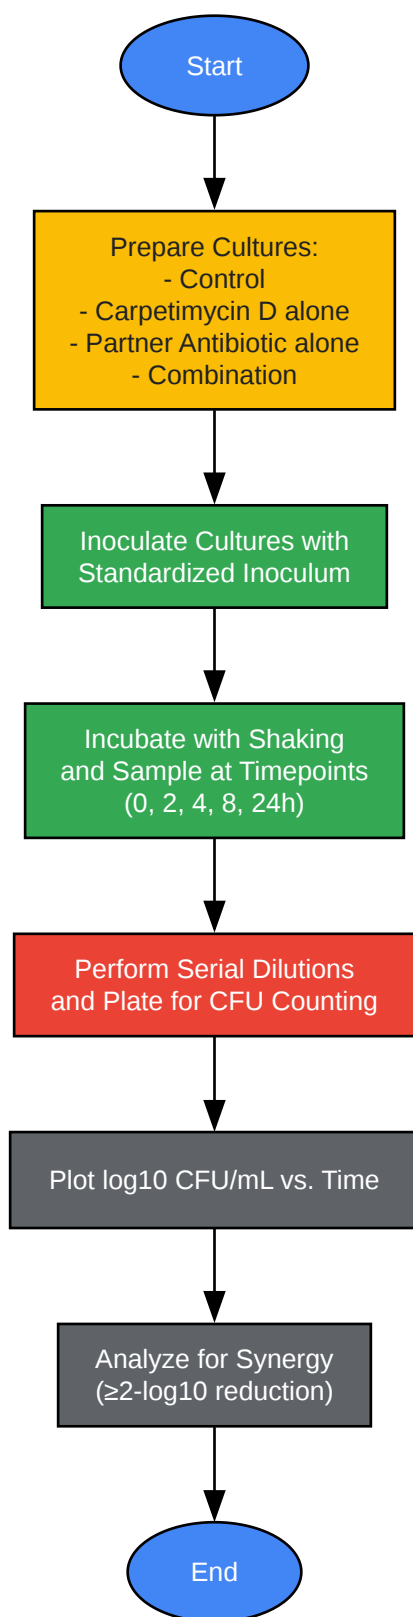 Start
Prepare Cultures:
- Control
- Carpetimycin D alone
- Partner Antibiotic alone
- Combination
Inoculate Cultures with
Standardized Inoculum
Incubate with Shaking
and Sample at Timepoints
(0, 2, 4, 8, 24h)
Perform Serial Dilutions
and Plate for CFU Counting
Plot log10 CFU/mL vs. Time
Analyze for Synergy
(≥2-log10 reduction)
End